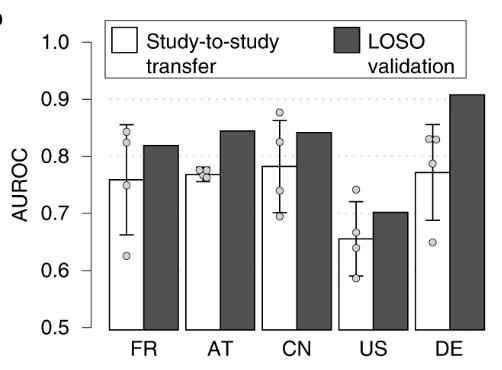 Study-to-study
transfer
LOSO
validation
AUROC
1.0
0.9
0.8
0.7
0.6
0.5
FR AT CN US DE